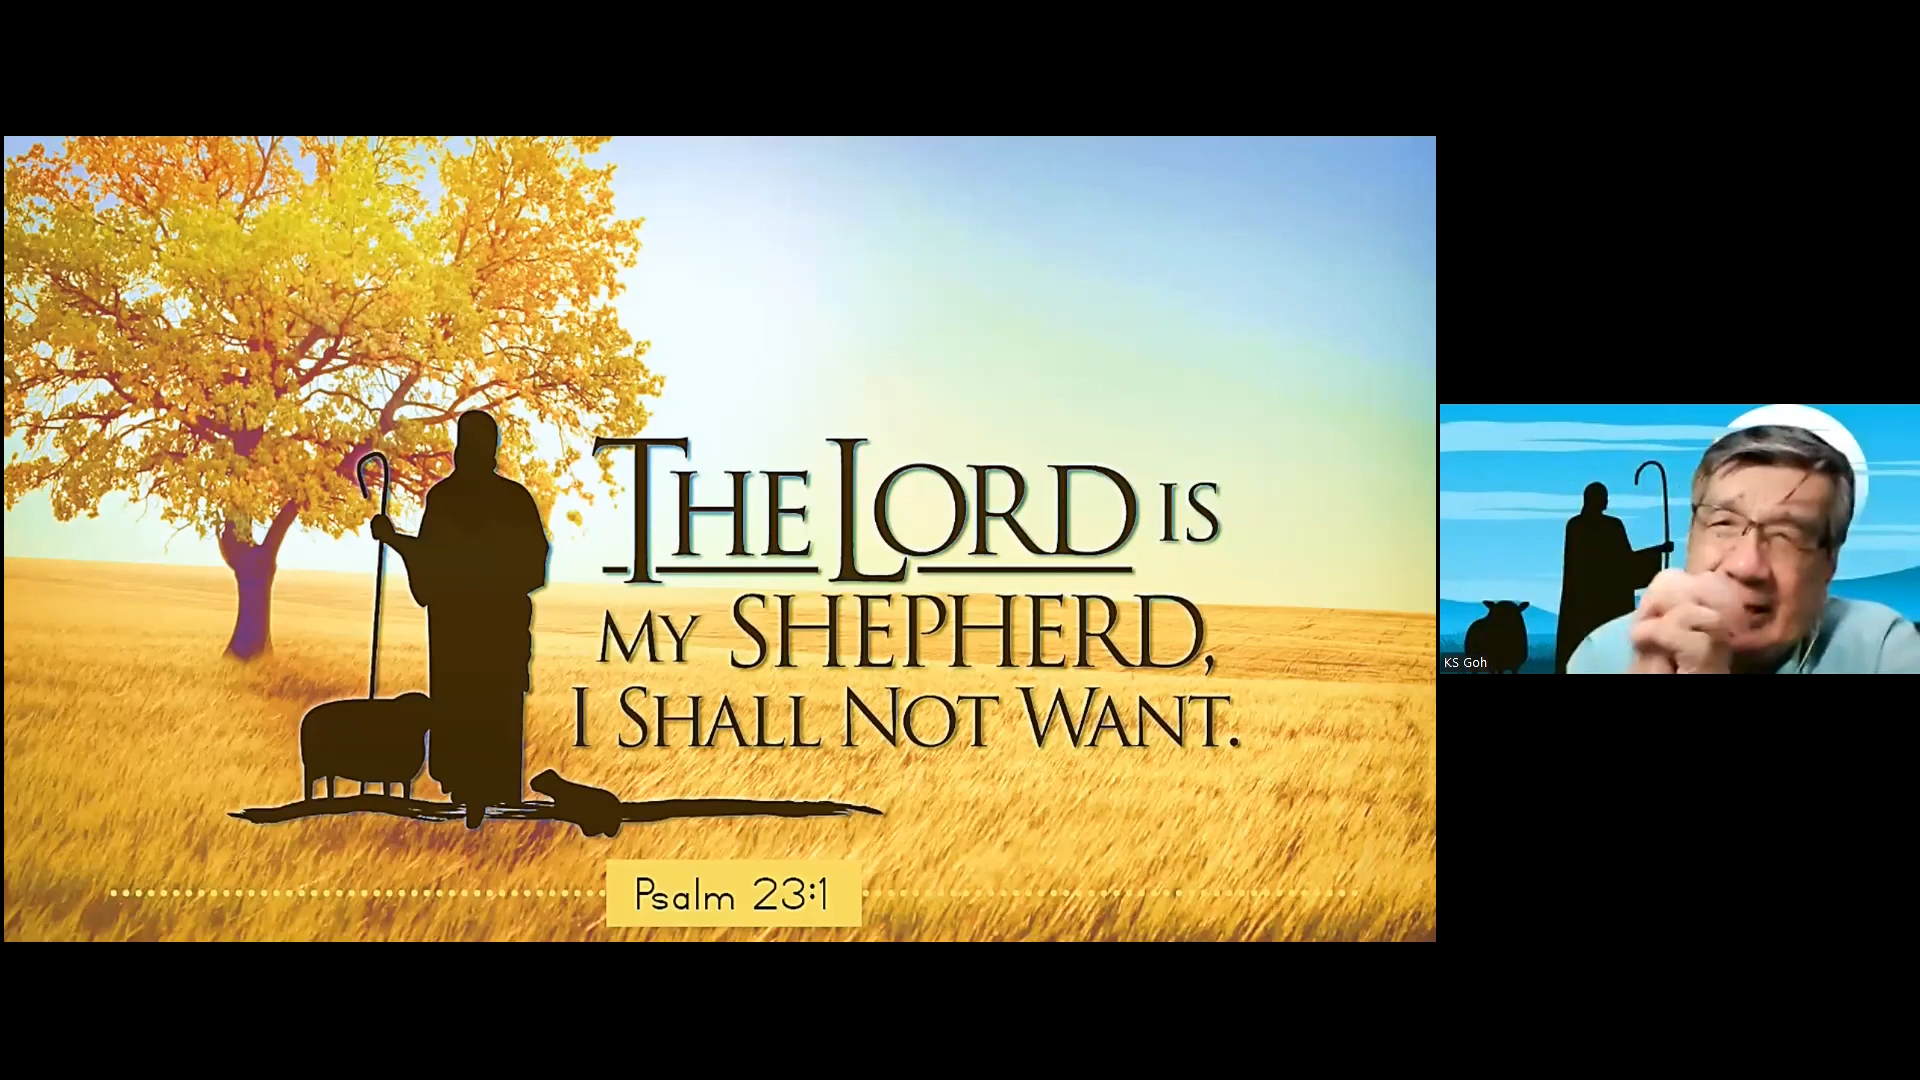 THE LORD IS
MY SHEPHERD,
I SHALL NOT WANT.
Psalm 23:1
KS Goh